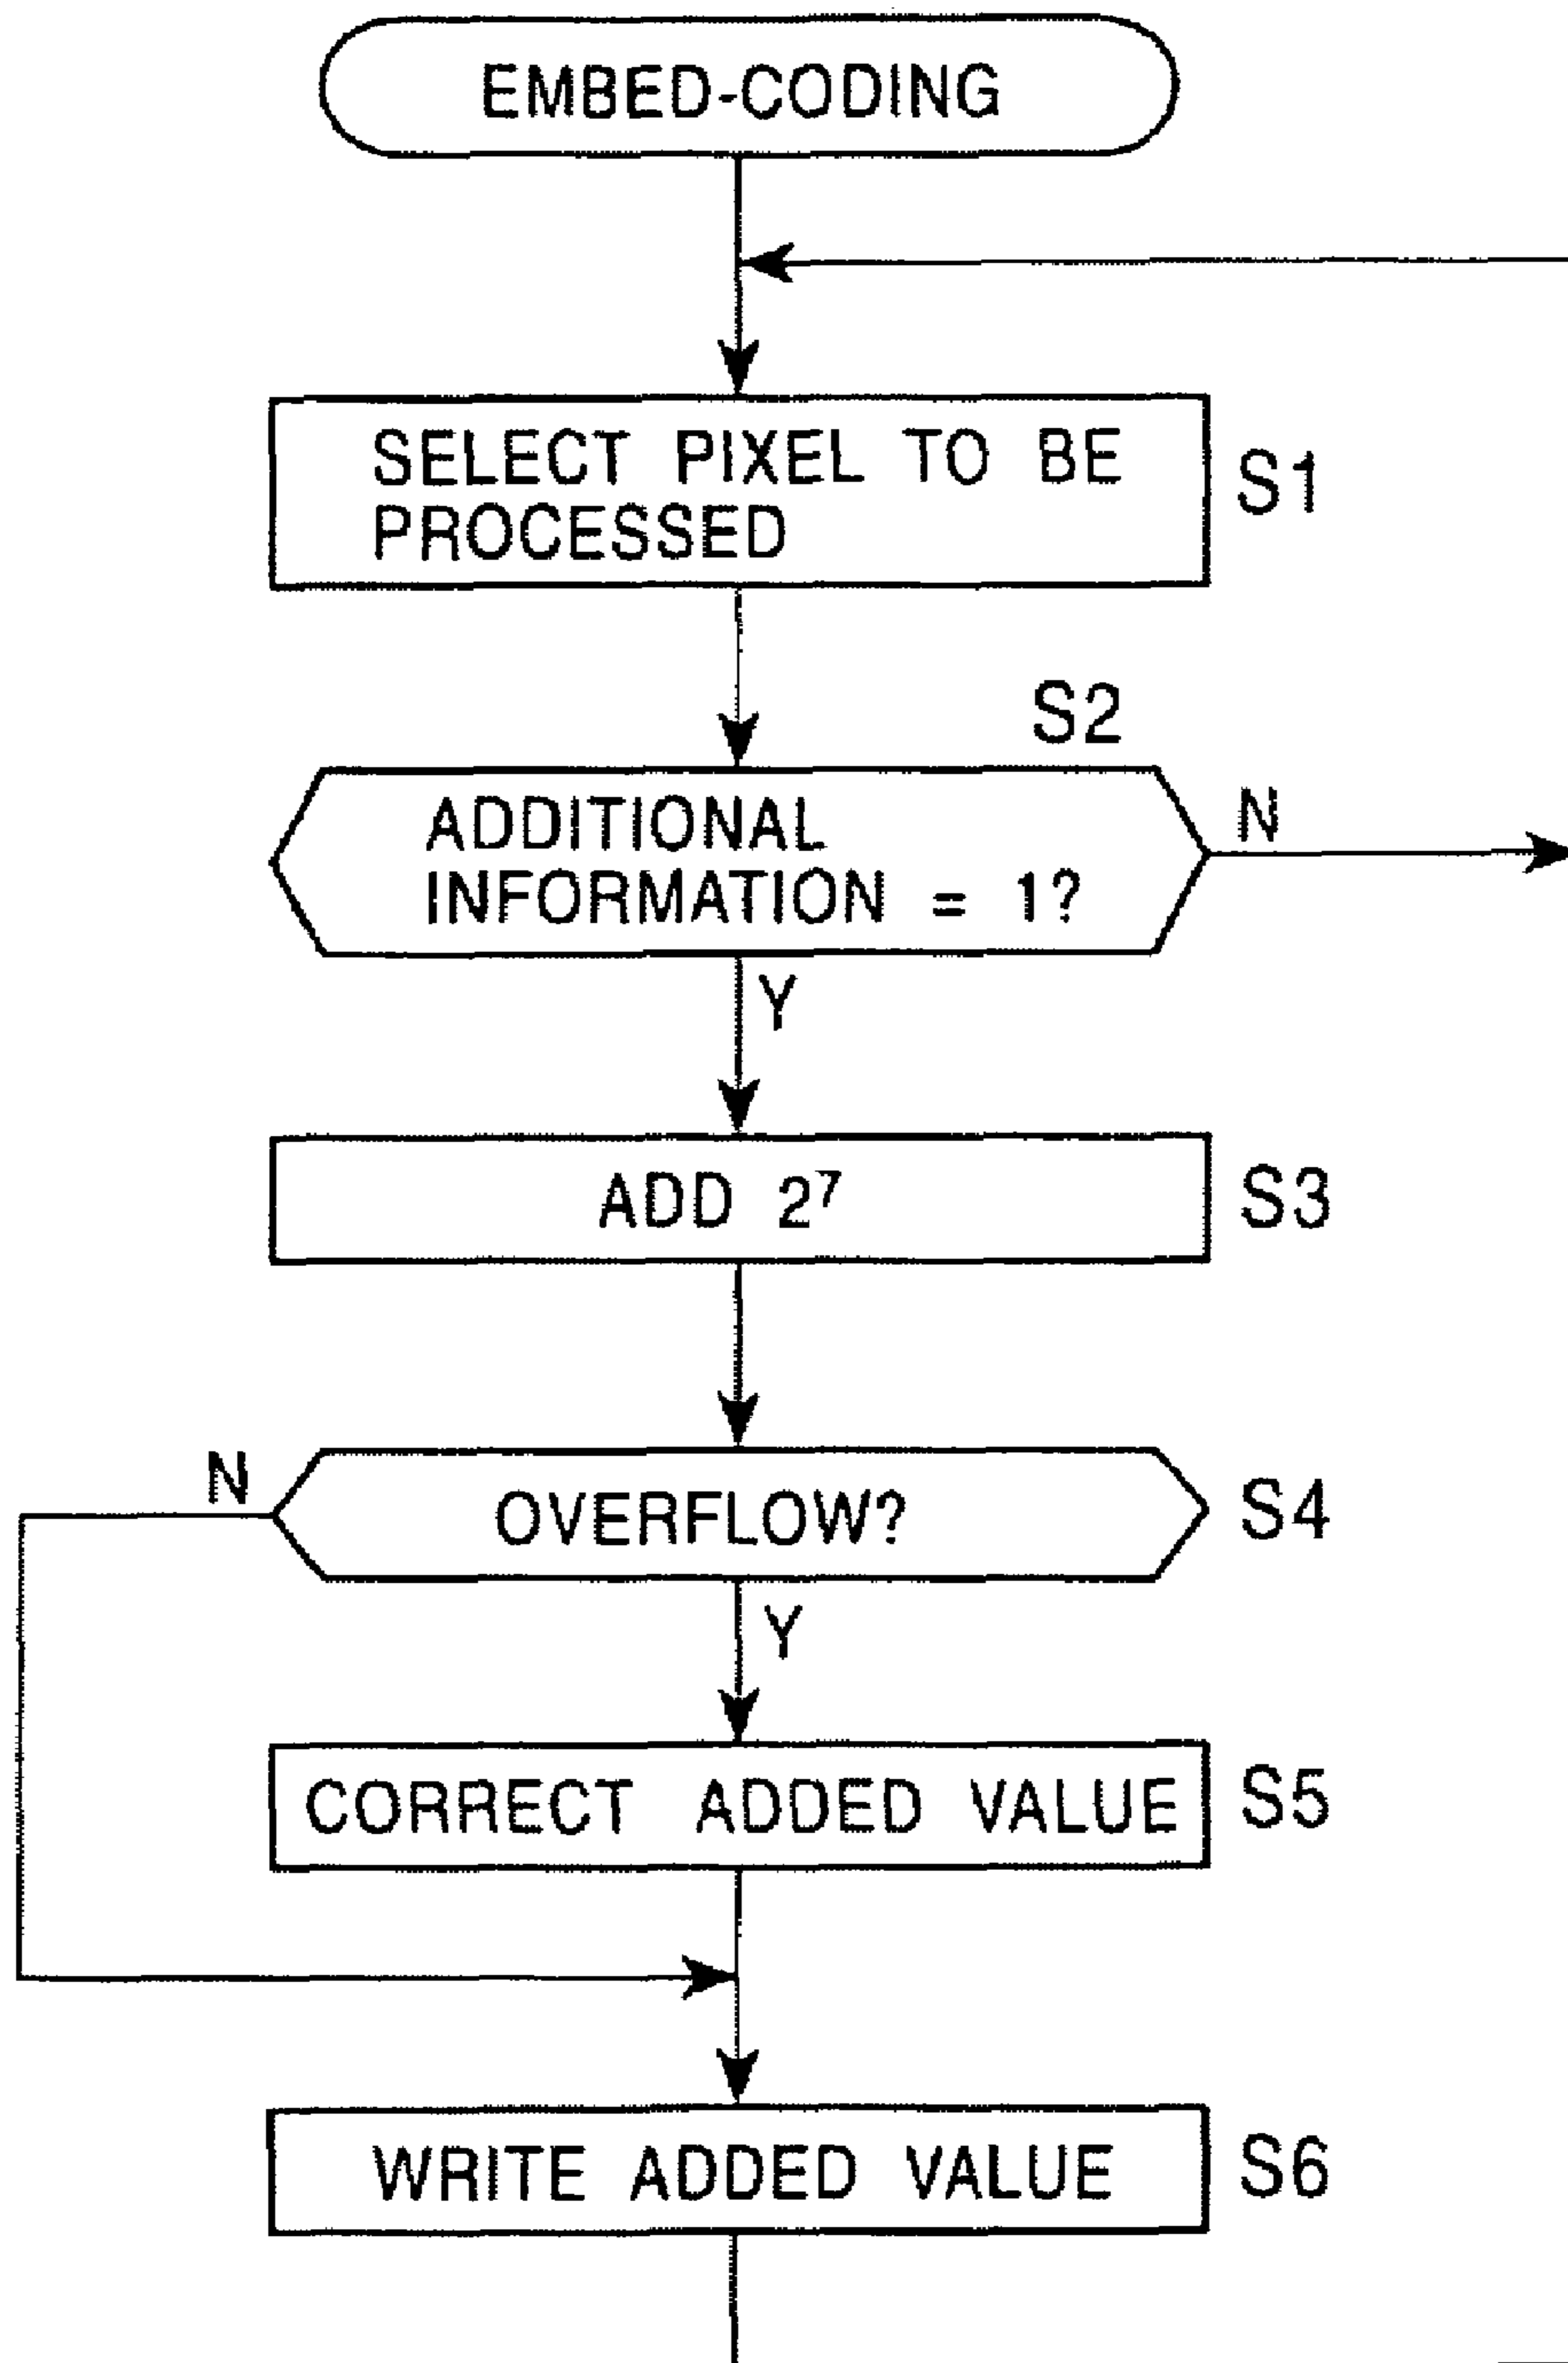 EMBED-CODING
SELECT PIXEL TO BE
PROCESSED
S1
S2
ADDITIONAL
INFORMATION = 1?
N
Y
ADD 2⁷
S3
N
OVERFLOW?
S4
Y
CORRECT ADDED VALUE
S5
WRITE ADDED VALUE
S6